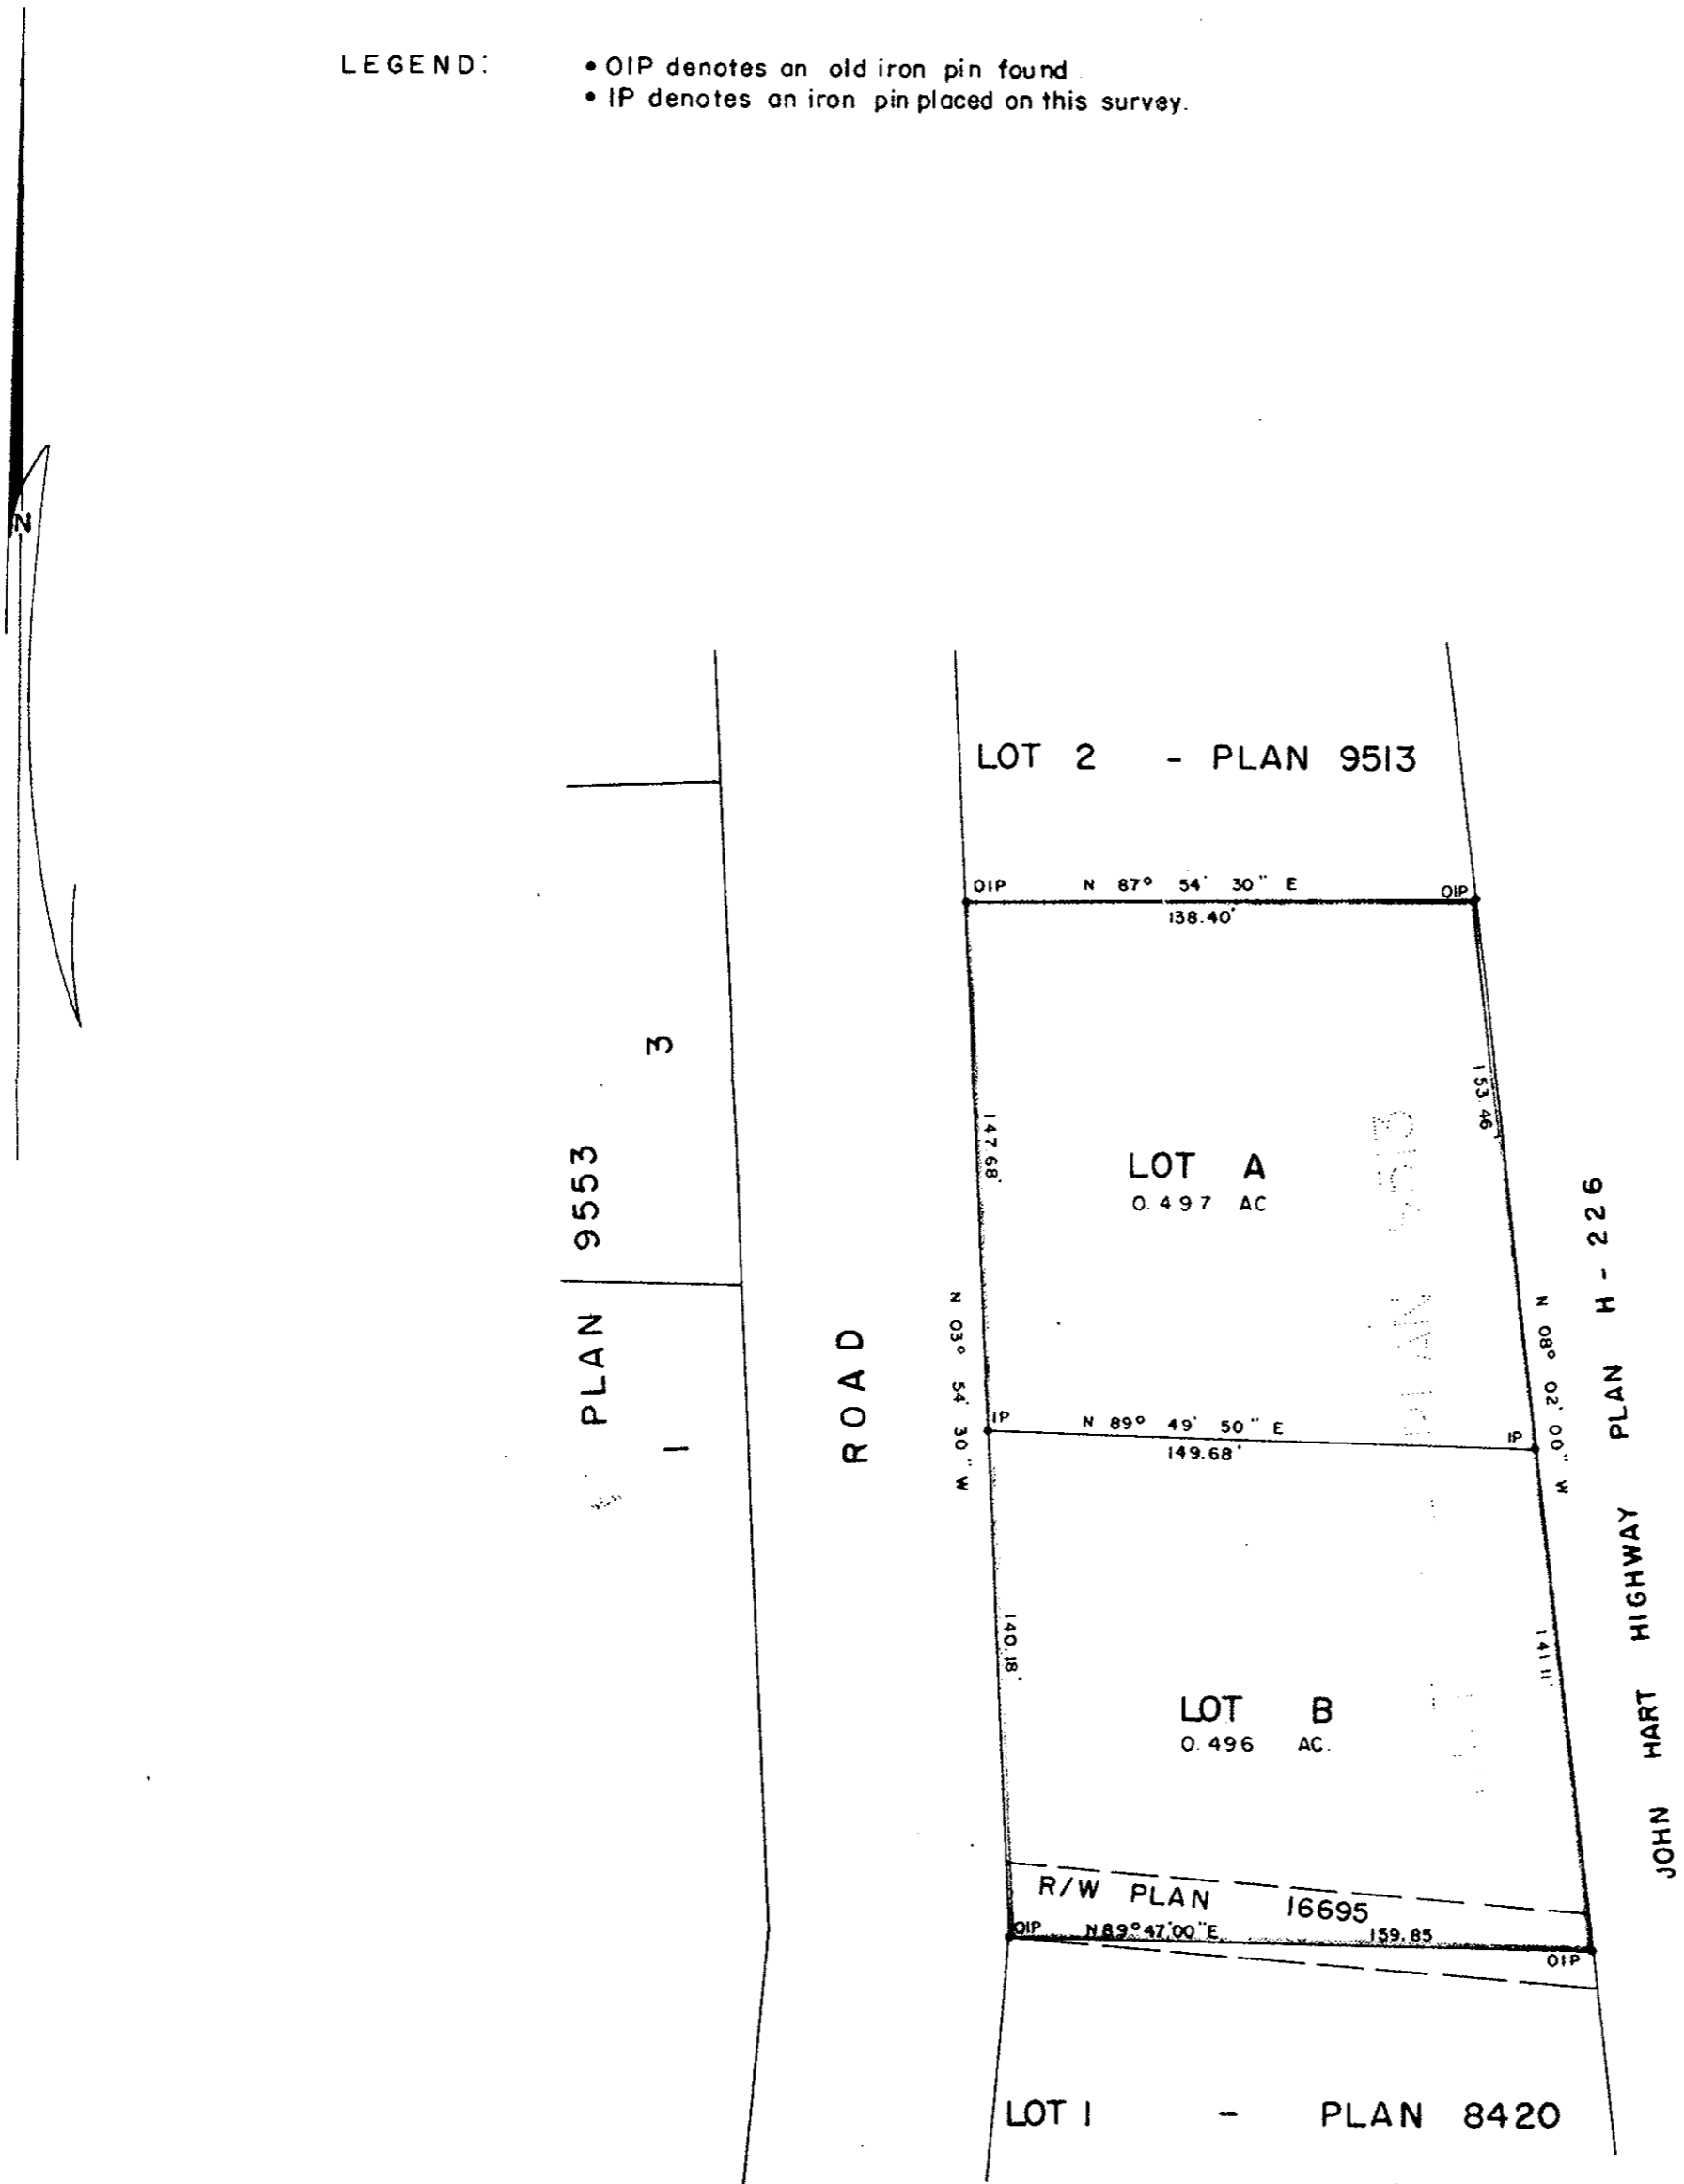 LEGEND:
• OIP denotes an old iron pin found
• IP denotes an iron pin placed on this survey.
N
LOT 2 - PLAN 9513
OIP N 87° 54' 30" E OIP
138.40'
3
PLAN 9553
1
ROAD
147.68'
153.46'
LOT A
0.497 AC.
N 03° 54' 30" W
N 08° 02' 00" W
JOHN HART HIGHWAY PLAN H-226
IP N 89° 49' 50" E IP
149.68'
140.18'
141.11'
LOT B
0.496 AC.
R/W PLAN 16695
OIP N 89° 47' 00" E 159.85
OIP
LOT 1 - PLAN 8420